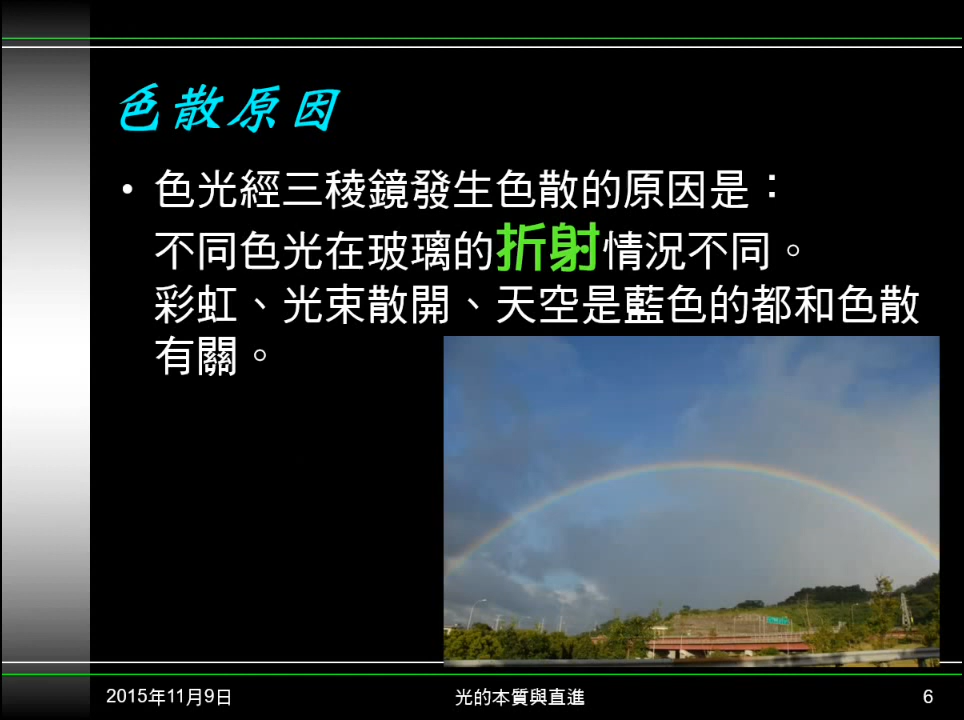 色散原因
• 色光經三稜鏡發生色散的原因是：
不同色光在玻璃的折射情況不同。
彩虹、光束散開、天空是藍色的都和色散
有關。
2015年11月9日
光的本質與直進
6